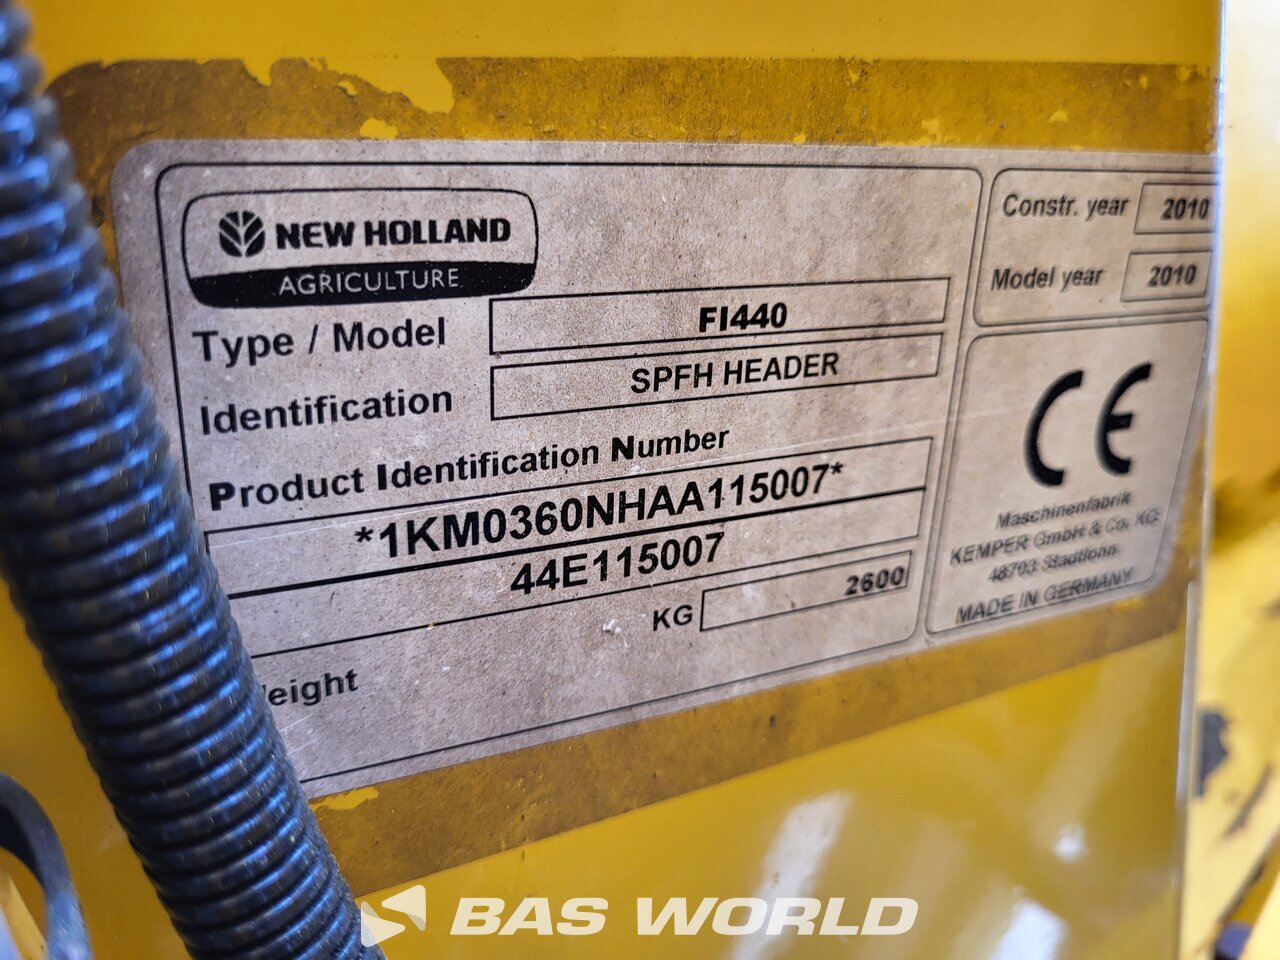 NEW HOLLAND
AGRICULTURE
Type / Model FI440
Identification SPFH HEADER
Product Identification Number
*1KM0360NHAA115007*
44E115007
eight KG 2600
Constr. year 2010
Model year 2010
CE
Maschinenfabrik
KEMPER GmbH & Co. KG
48703 Stadtlohn
MADE IN GERMANY
BAS WORLD